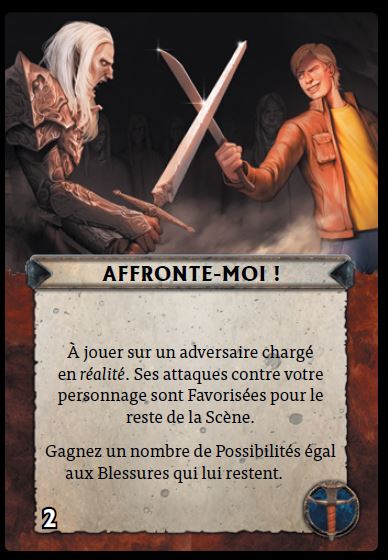 AFFRONTE-MOI !
À jouer sur un adversaire chargé
en réalité. Ses attaques contre votre
personnage sont Favorisées pour le
reste de la Scène.
Gagnez un nombre de Possibilités égal
aux Blessures qui lui restent.
2